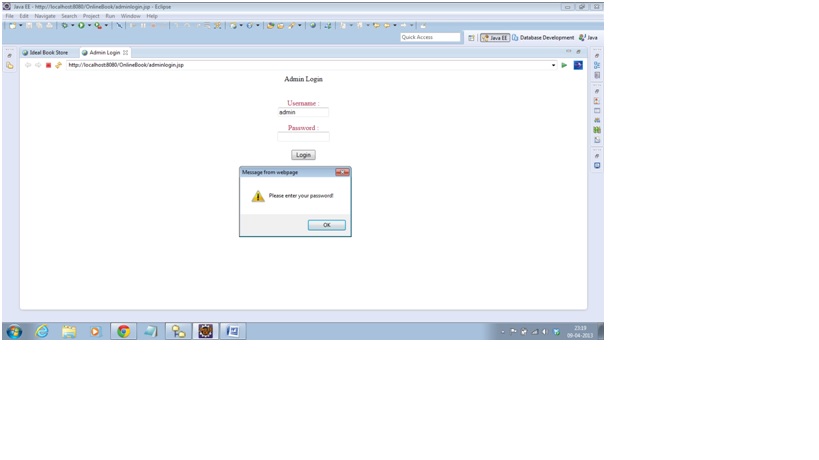 Java EE - http://localhost:8080/OnlineBook/adminlogin.jsp - Eclipse
File Edit Navigate Search Project Run Window Help
Quick Access
Java EE Database Development Java
Ideal Book Store Admin Login
http://localhost:8080/OnlineBook/adminlogin.jsp
Admin Login
Username :
admin
Password :
Login
Message from webpage
Please enter your password!
OK
23:19
09-04-2013